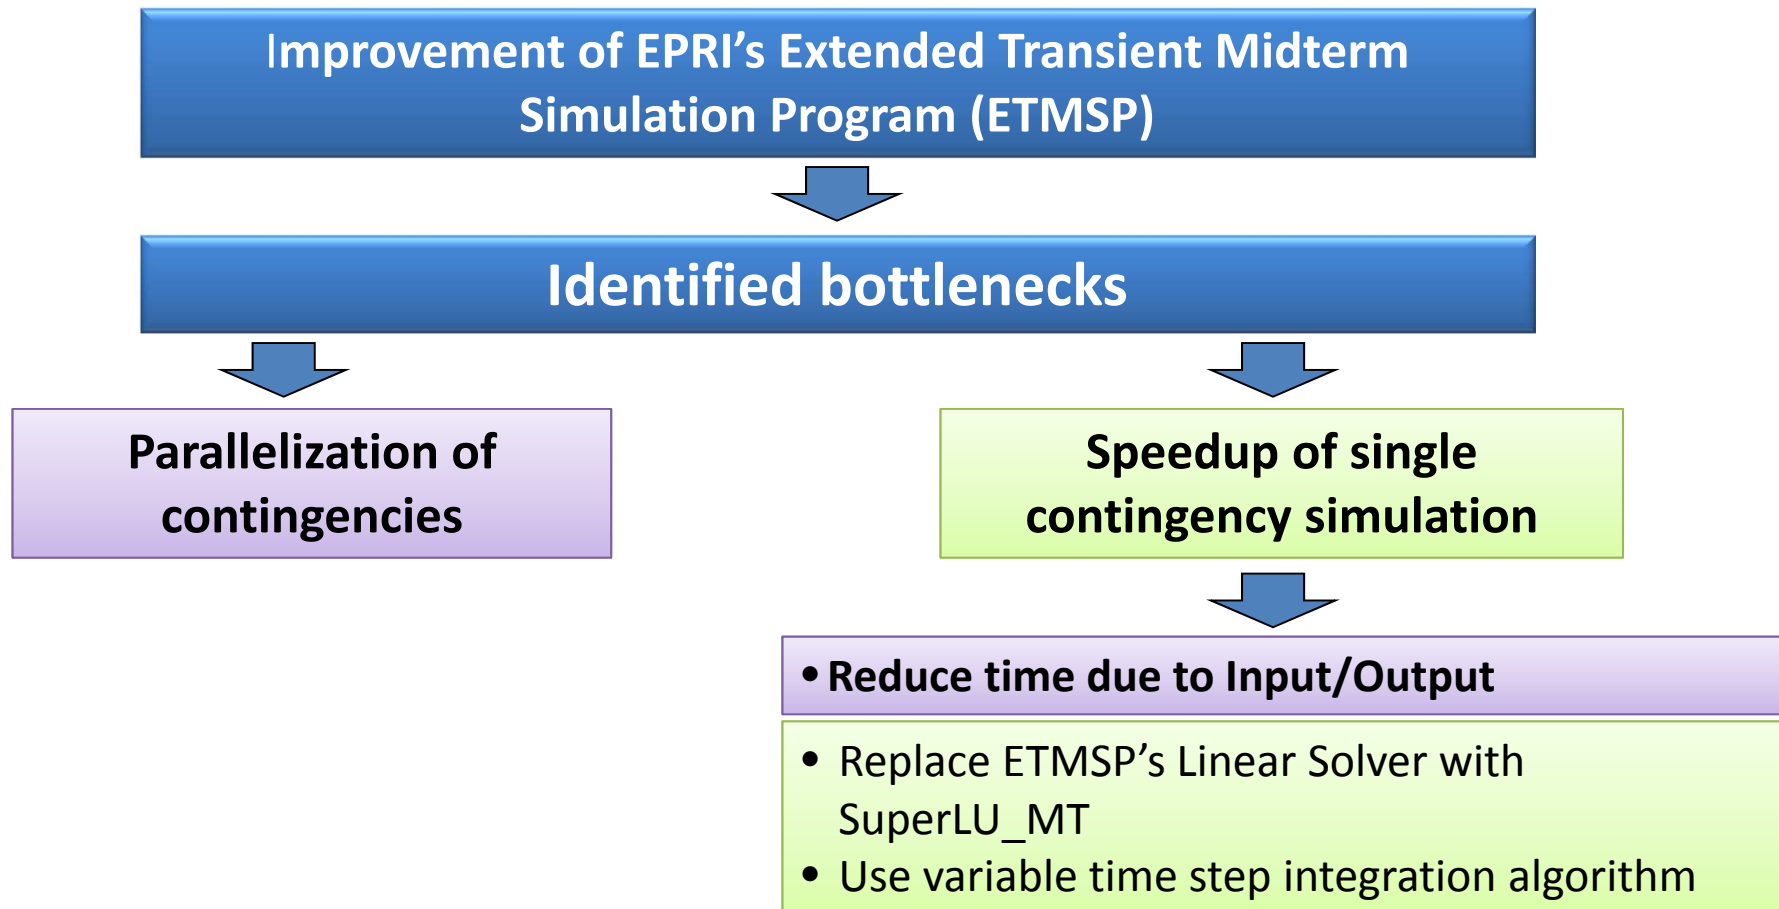 Improvement of EPRI’s Extended Transient Midterm
Simulation Program (ETMSP)
Identified bottlenecks
Parallelization of
contingencies
Speedup of single
contingency simulation
• Reduce time due to Input/Output
• Replace ETMSP’s Linear Solver with
SuperLU_MT
• Use variable time step integration algorithm